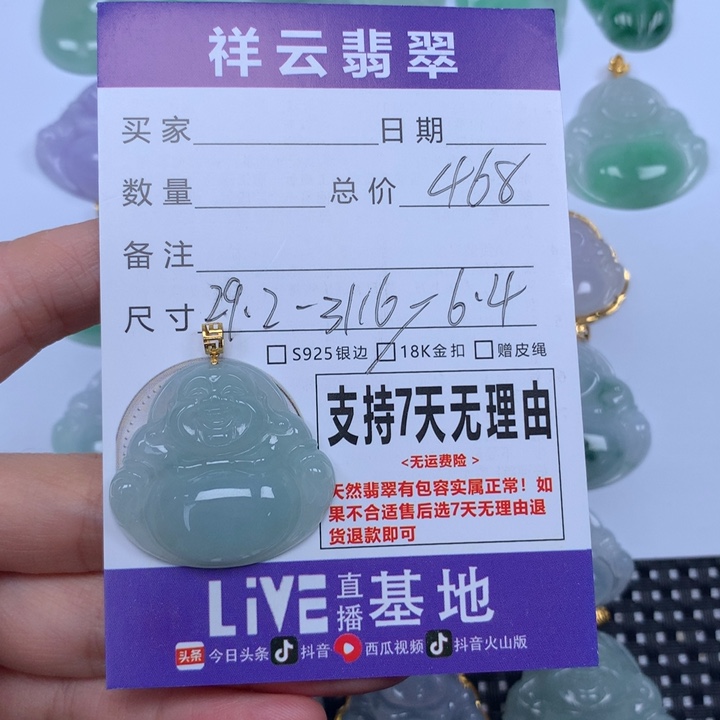 祥云翡翠
买家 日期
数量 总价 468
备注
尺寸 29.2-31.6-6.4
S925银边 18K金扣 赠皮绳
支持7天无理由
<无运费险>
天然翡翠有包容实属正常！如
果不合适售后选7天无理由退
货退款即可
LiVE直播基地
头条 今日头条 抖音 西瓜视频 抖音火山版